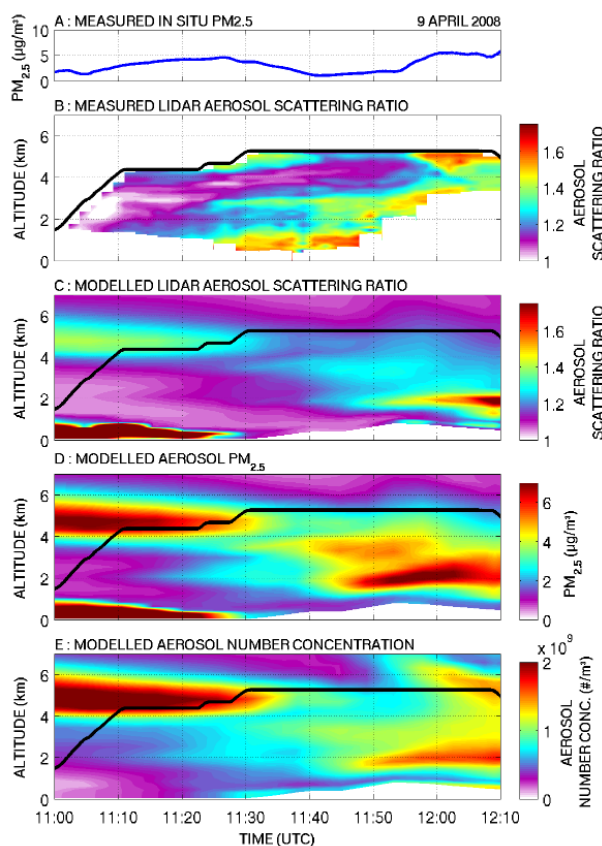 A : MEASURED IN SITU PM2.5 9 APRIL 2008
PM2.5 (µg/m³)
10
5
0
B : MEASURED LIDAR AEROSOL SCATTERING RATIO
ALTITUDE (km)
6
4
2
0
1.6
1.4
1.2
1
AEROSOL
SCATTERING RATIO
C : MODELLED LIDAR AEROSOL SCATTERING RATIO
ALTITUDE (km)
6
4
2
0
1.6
1.4
1.2
1
AEROSOL
SCATTERING RATIO
D : MODELLED AEROSOL PM2.5
ALTITUDE (km)
6
4
2
0
6
4
2
0
PM2.5 (µg/m³)
E : MODELLED AEROSOL NUMBER CONCENTRATION
ALTITUDE (km)
6
4
2
0
x 10⁹
2
1
0
AEROSOL
NUMBER CONC. (#/m³)
11:00 11:10 11:20 11:30 11:40 11:50 12:00 12:10
TIME (UTC)